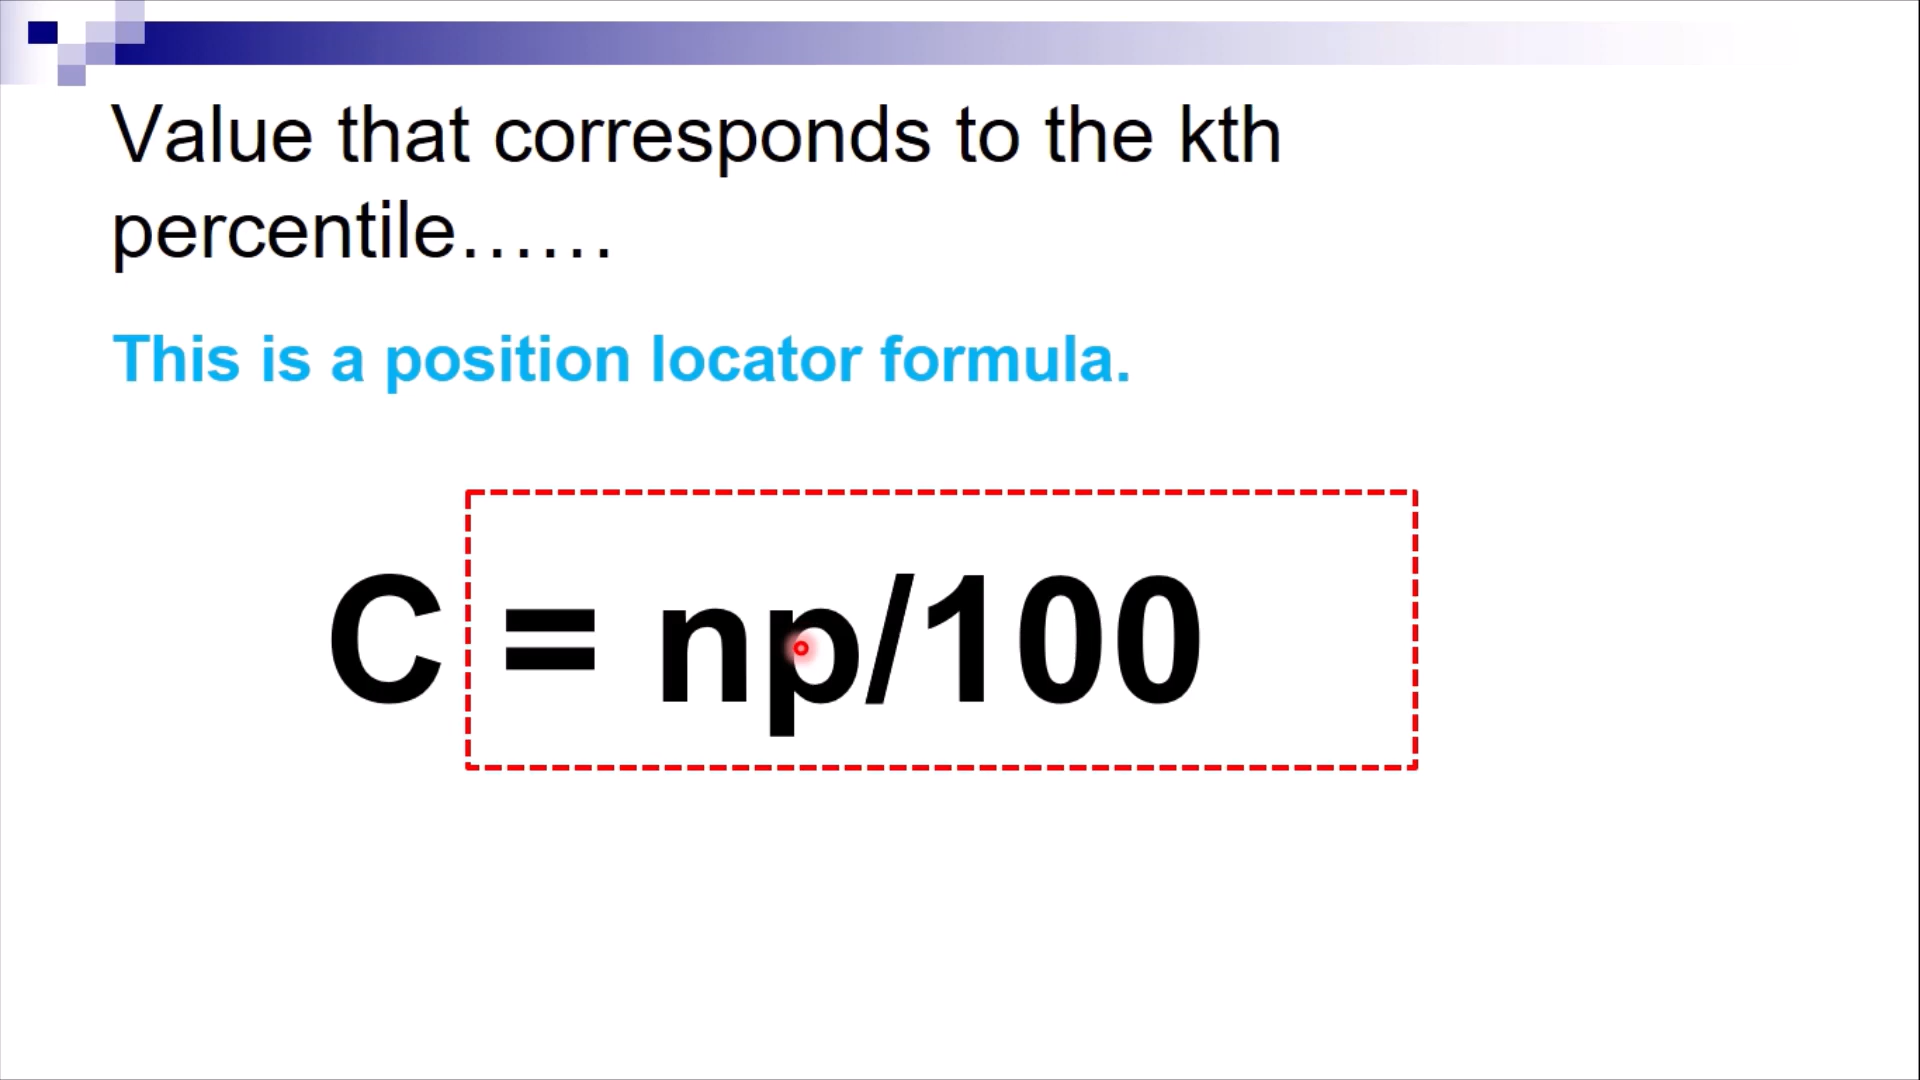 Value that corresponds to the kth
percentile……
This is a position locator formula.
C = np/100